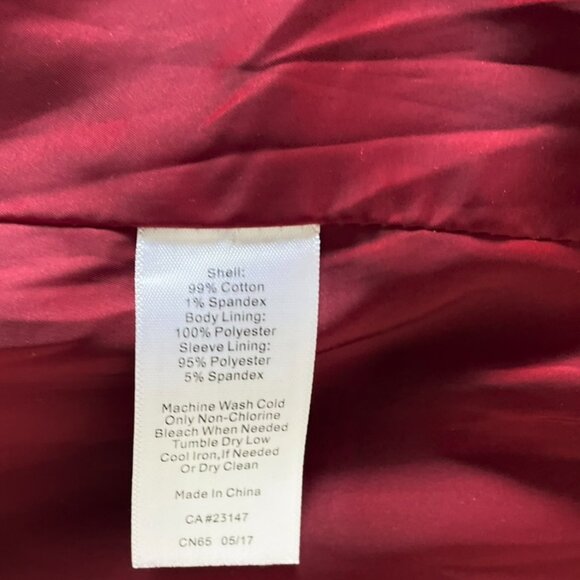 Shell:
99% Cotton
1% Spandex
Body Lining:
100% Polyester
Sleeve Lining:
95% Polyester
5% Spandex
Machine Wash Cold
Only Non-Chlorine
Bleach When Needed
Tumble Dry Low
Cool Iron,If Needed
Or Dry Clean
Made In China
CA#23147
CN65 05/17